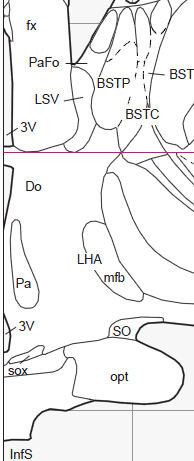 fx
PaFo
BSTP
BST
LSV
BSTC
3V
Do
LHA
mfb
Pa
3V
SO
sox
opt
InfS